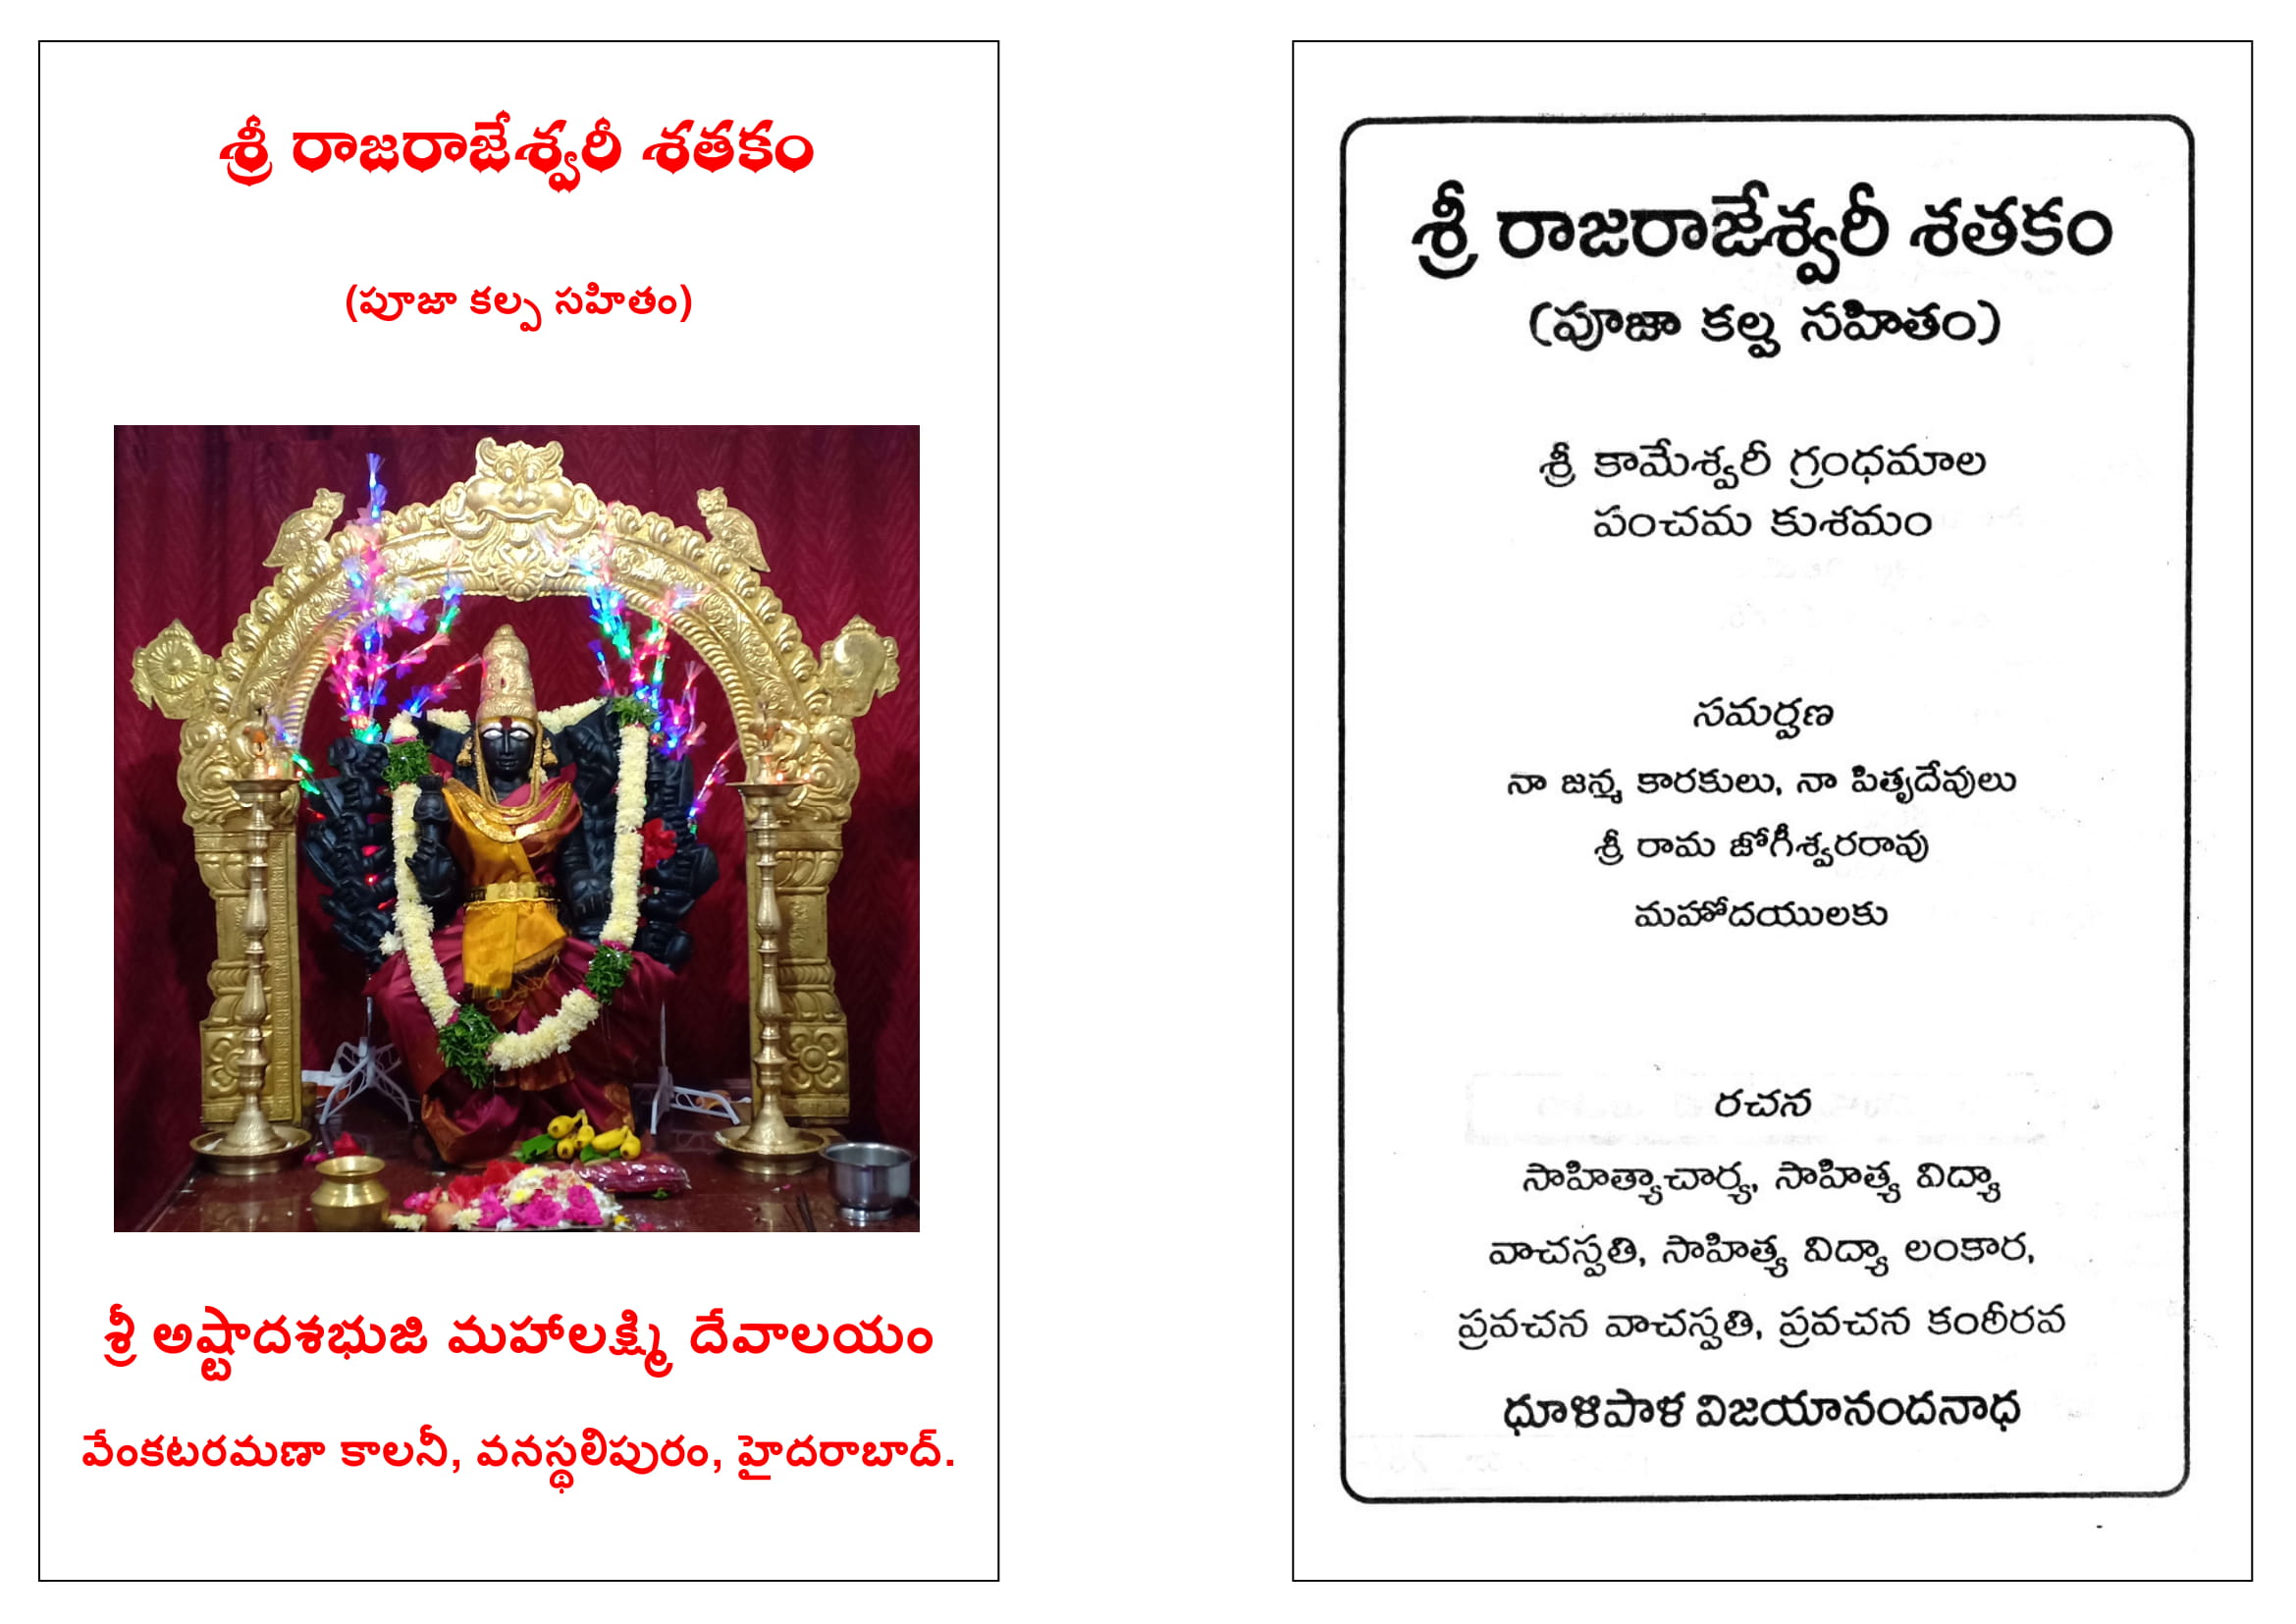 శ్రీ రాజరాజేశ్వరీ శతకం
(పూజా కల్ప సహితం)
శ్రీ అష్టాదశభుజి మహాలక్ష్మి దేవాలయం
వేంకటరమణా కాలనీ, వనస్థలిపురం, హైదరాబాద్.
శ్రీ రాజరాజేశ్వరీ శతకం
(పూజా కల్ప సహితం)
శ్రీ కామేశ్వరీ గ్రంధమాల
పంచమ కుశమం
సమర్పణ
నా జన్మ కారకులు, నా పితృదేవులు
శ్రీ రామ జోగీశ్వరరావు
మహోదయులకు
రచన
సాహిత్యాచార్య, సాహిత్య విద్యా
వాచస్పతి, సాహిత్య విద్యా లంకార,
ప్రవచన వాచస్పతి, ప్రవచన కంఠీరవ
ధూళిపాళ విజయానందనాధ